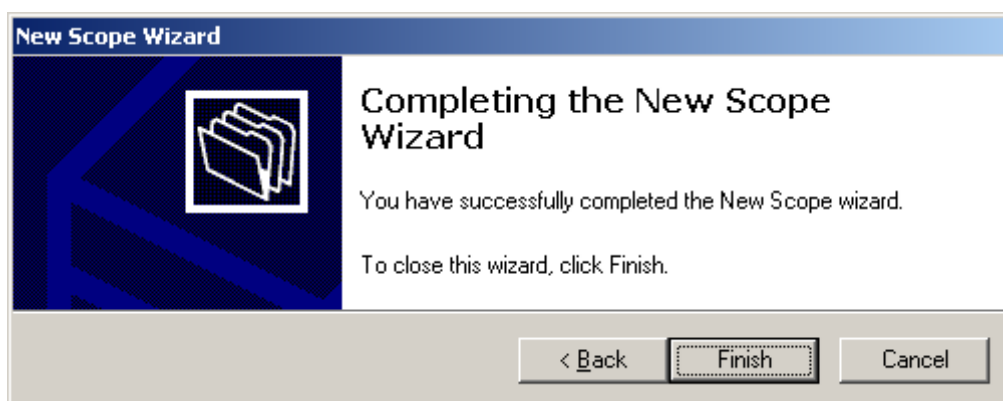 New Scope Wizard
Completing the New Scope
Wizard
You have successfully completed the New Scope wizard.
To close this wizard, click Finish.
< Back
Finish
Cancel